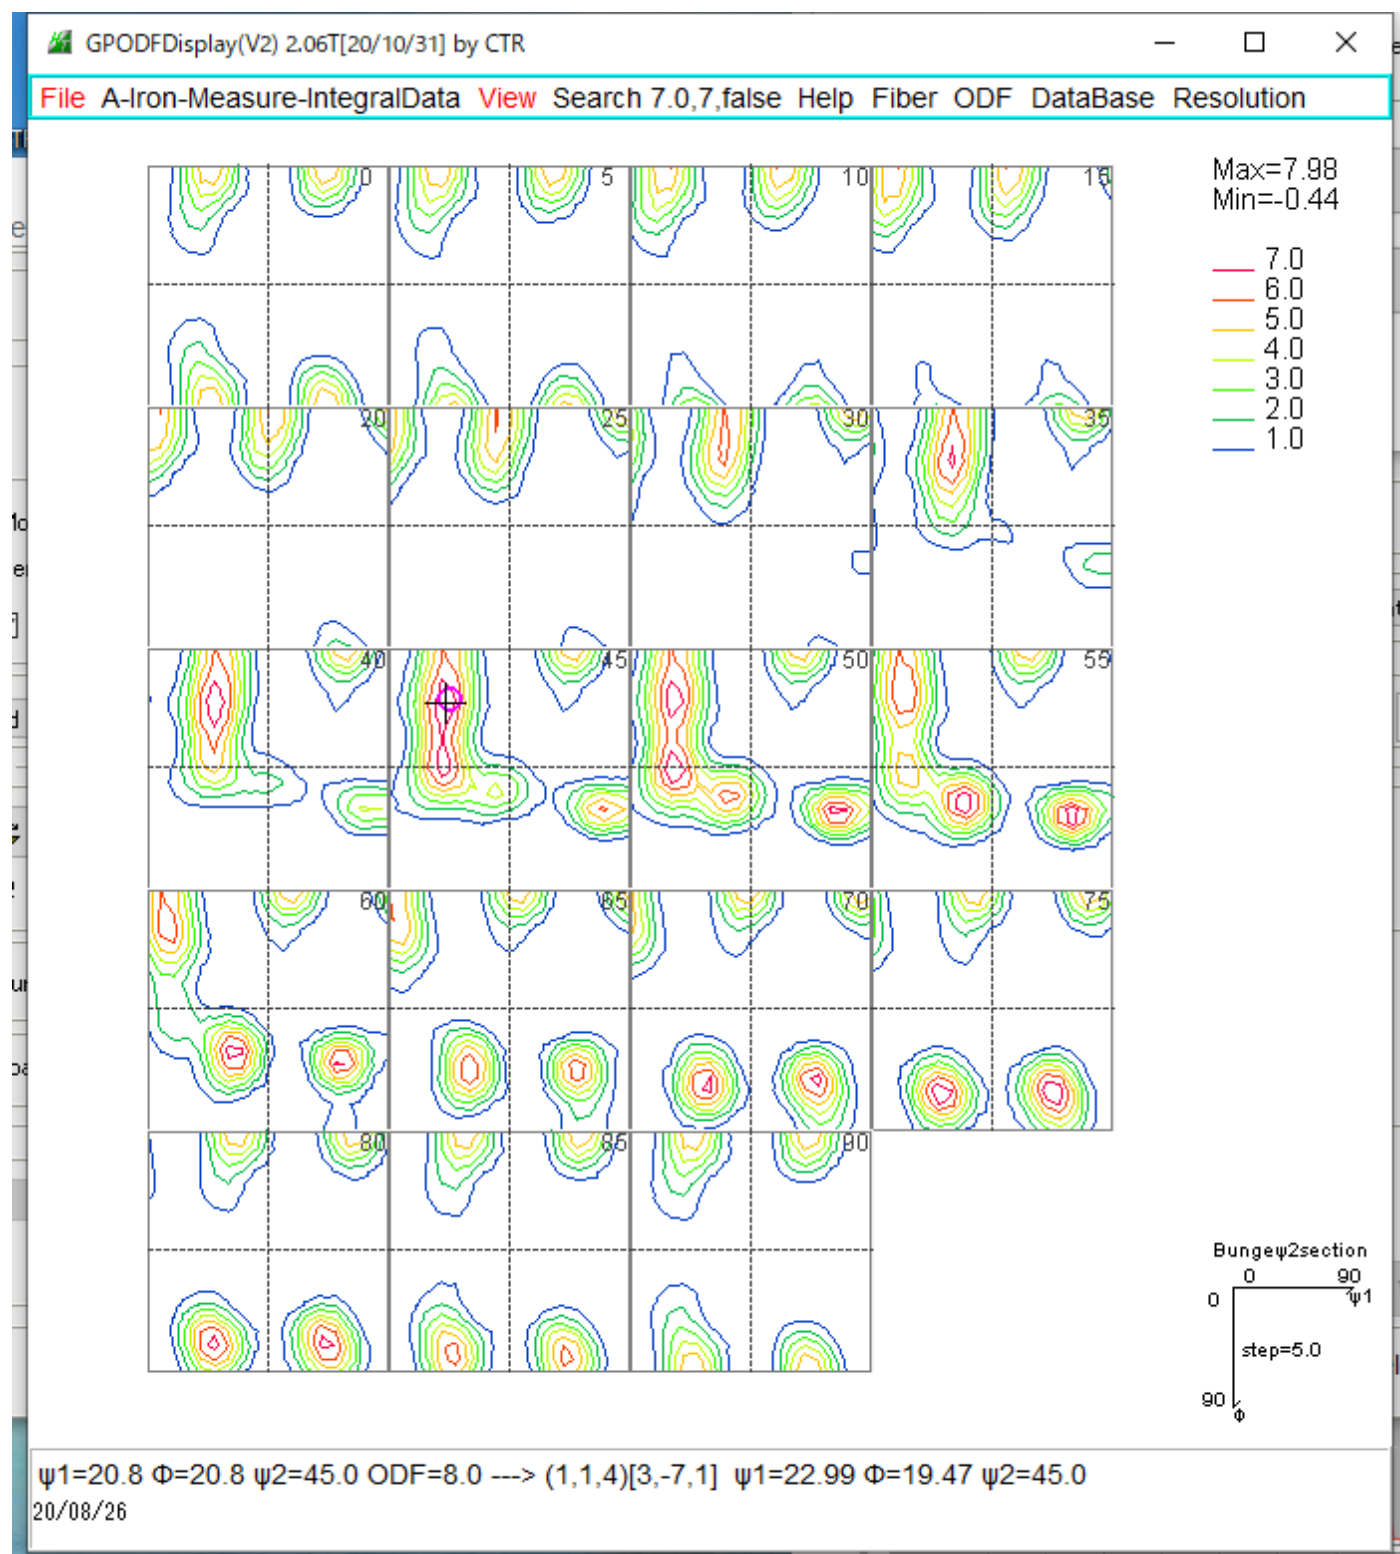 GPODFDisplay(V2) 2.06T[20/10/31] by CTR
File A-Iron-Measure-IntegralData View Search 7.0,7,false Help Fiber ODF DataBase Resolution
0 5 10 15
Max=7.98
Min=-0.44
7.0
6.0
5.0
4.0
3.0
2.0
1.0
20 25 30 35
40 45 50 55
60 65 70 75
80 85 90
Bungeψ2section
0 90
0 ψ1
step=5.0
90
Φ
ψ1=20.8 Φ=20.8 ψ2=45.0 ODF=8.0 ---> (1,1,4)[3,-7,1] ψ1=22.99 Φ=19.47 ψ2=45.0
20/08/26